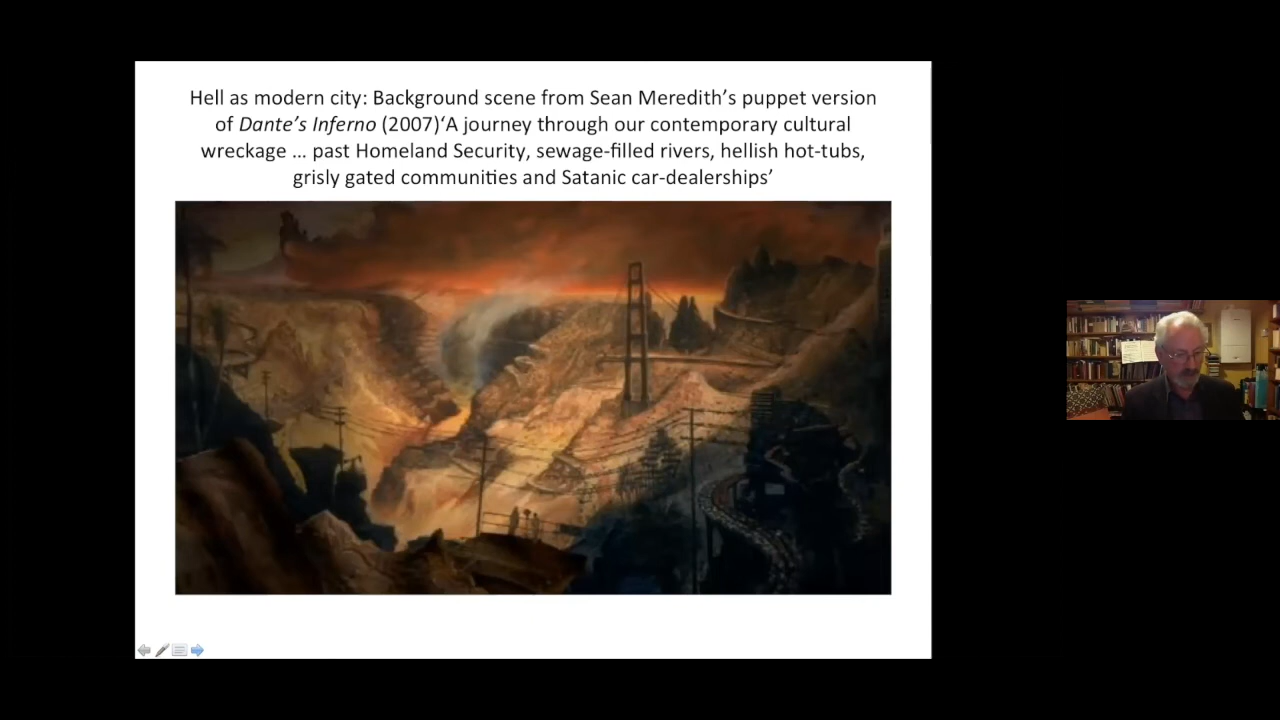 Hell as modern city: Background scene from Sean Meredith’s puppet version
of Dante’s Inferno (2007)‘A journey through our contemporary cultural
wreckage … past Homeland Security, sewage-filled rivers, hellish hot-tubs,
grisly gated communities and Satanic car-dealerships’